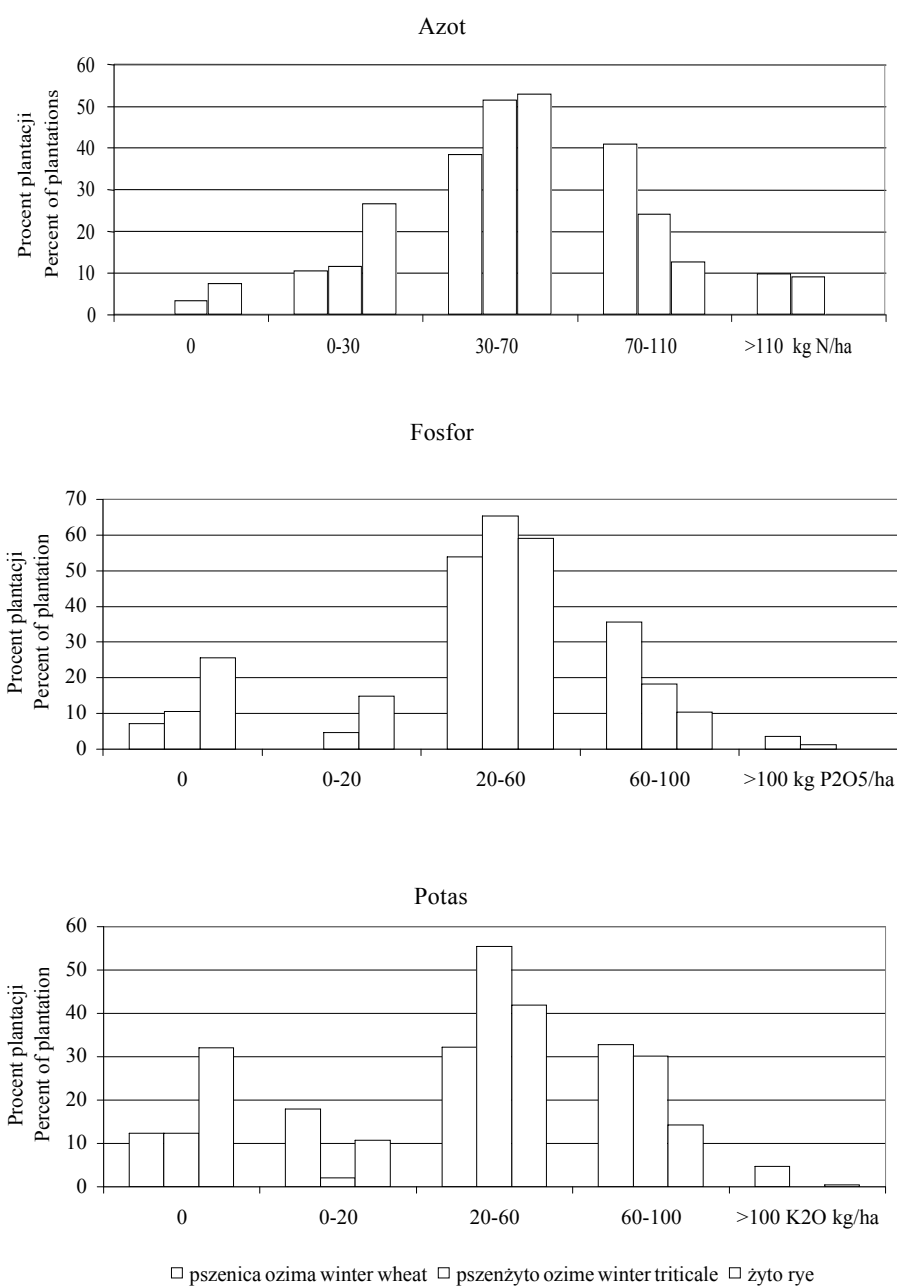 Azot
Procent plantacji
Percent of plantations
60
50
40
30
20
10
0
0 0-30 30-70 70-110 >110 kg N/ha
Fosfor
Procent plantacji
Percent of plantation
70
60
50
40
30
20
10
0
0 0-20 20-60 60-100 >100 kg P2O5/ha
Potas
Procent plantacji
Percent of plantation
60
50
40
30
20
10
0
0 0-20 20-60 60-100 >100 K2O kg/ha
pszenica ozima winter wheat pszenżyto ozime winter triticale żyto rye